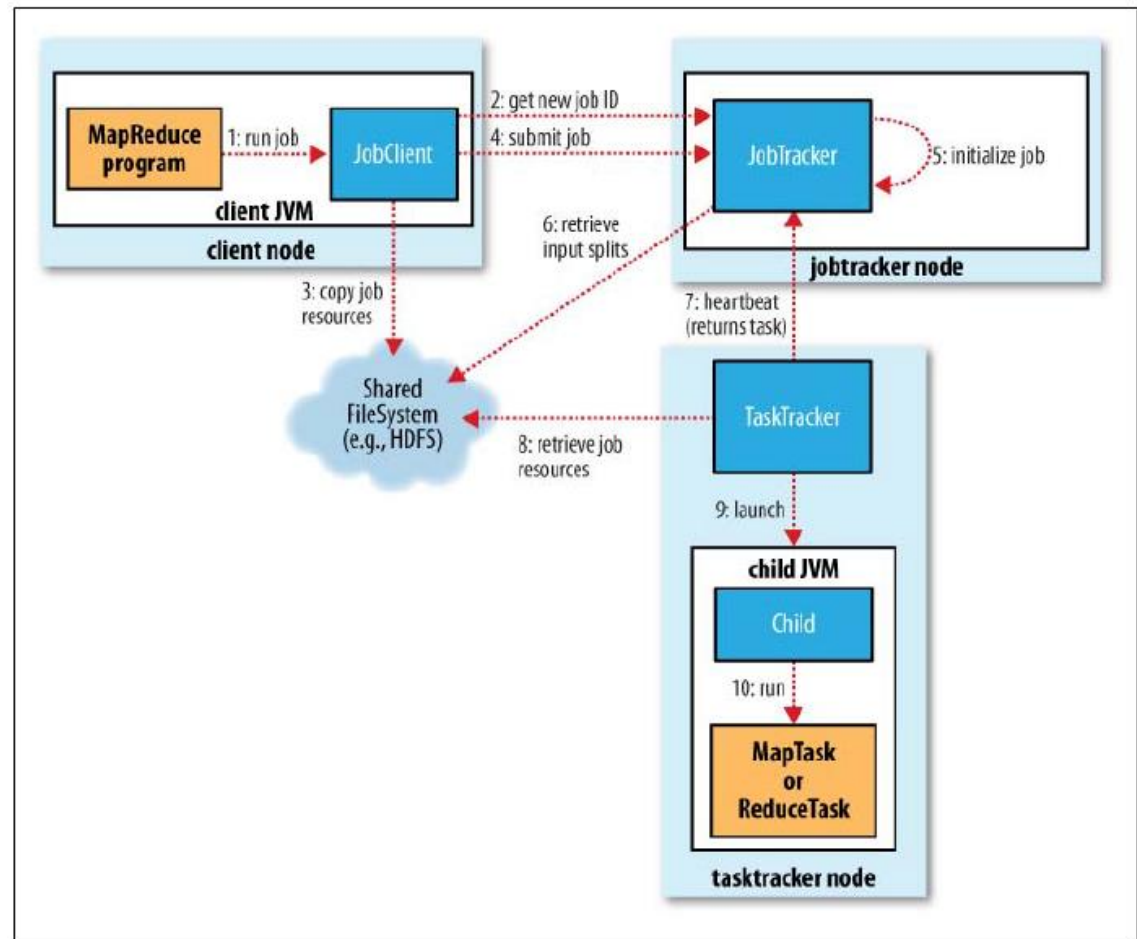 MapReduce
program
1: run job
JobClient
client JVM
client node
2: get new job ID
4: submit job
JobTracker
5: initialize job
jobtracker node
3: copy job
resources
6: retrieve
input splits
7: heartbeat
(returns task)
Shared
FileSystem
(e.g., HDFS)
8: retrieve job
resources
TaskTracker
9: launch
child JVM
Child
10: run
MapTask
or
ReduceTask
tasktracker node